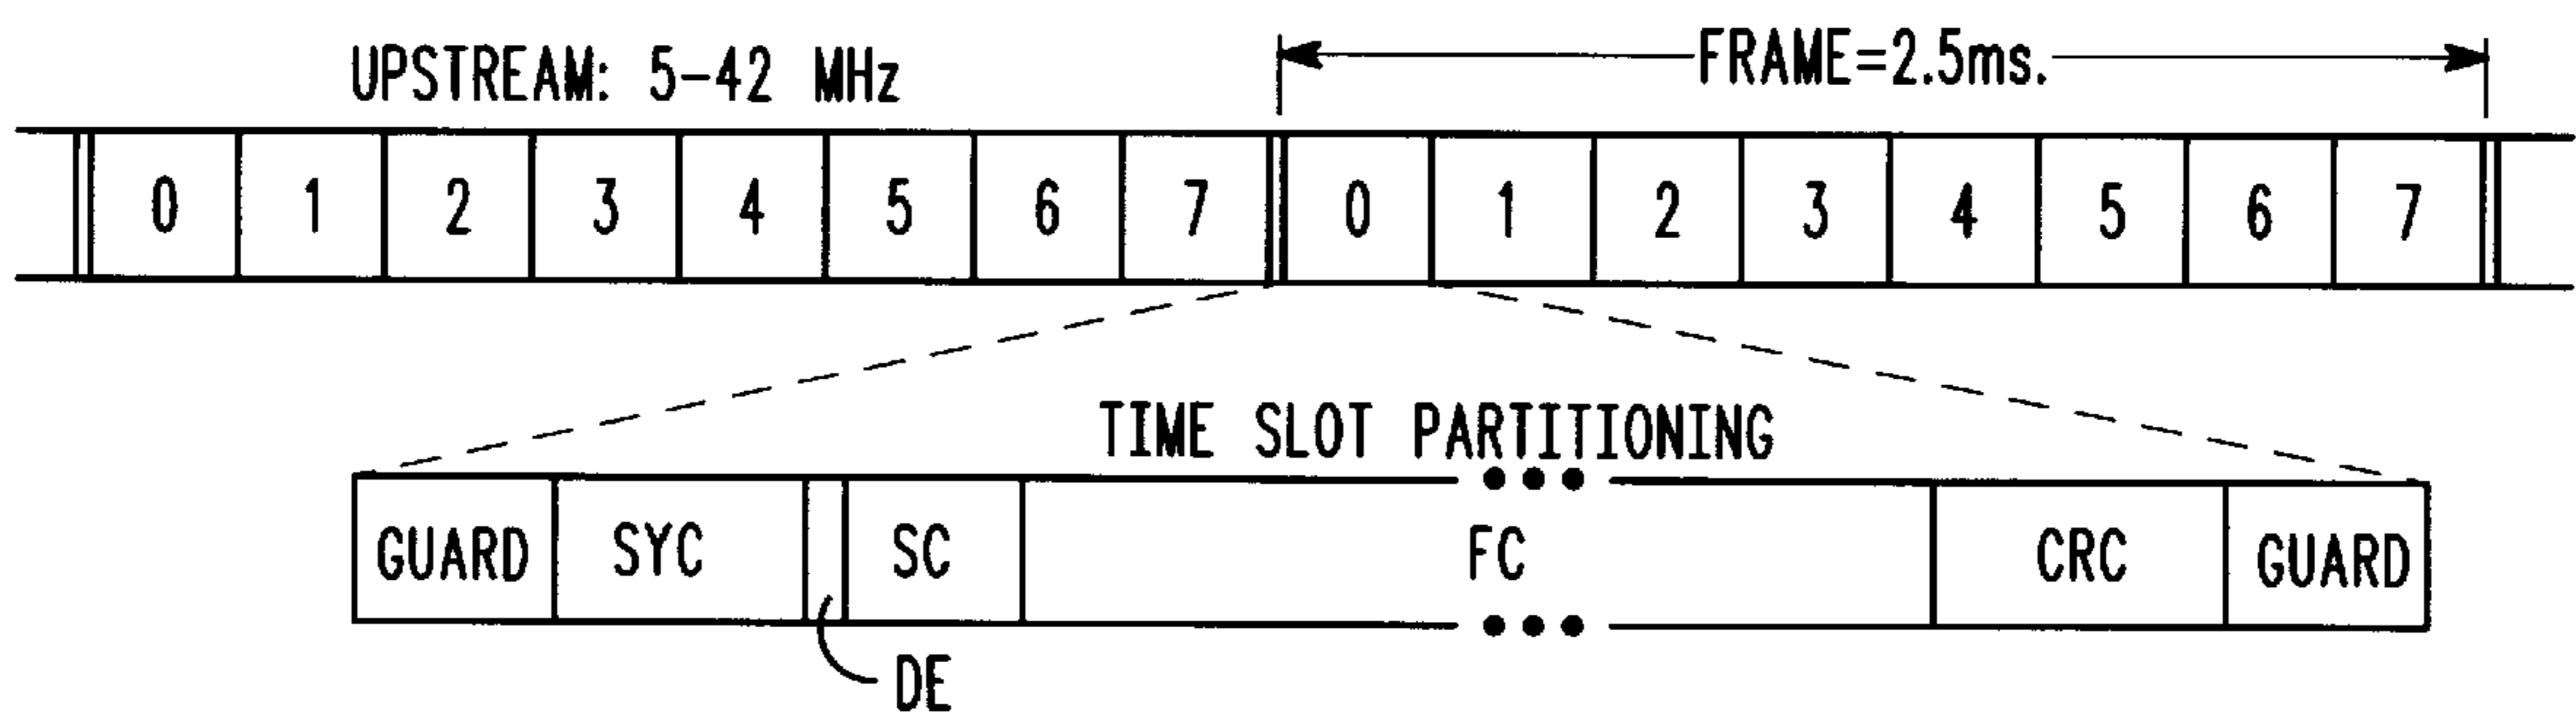 UPSTREAM: 5-42 MHz
FRAME=2.5ms.
0 1 2 3 4 5 6 7 0 1 2 3 4 5 6 7
TIME SLOT PARTITIONING
GUARD SYC SC FC CRC GUARD
DE